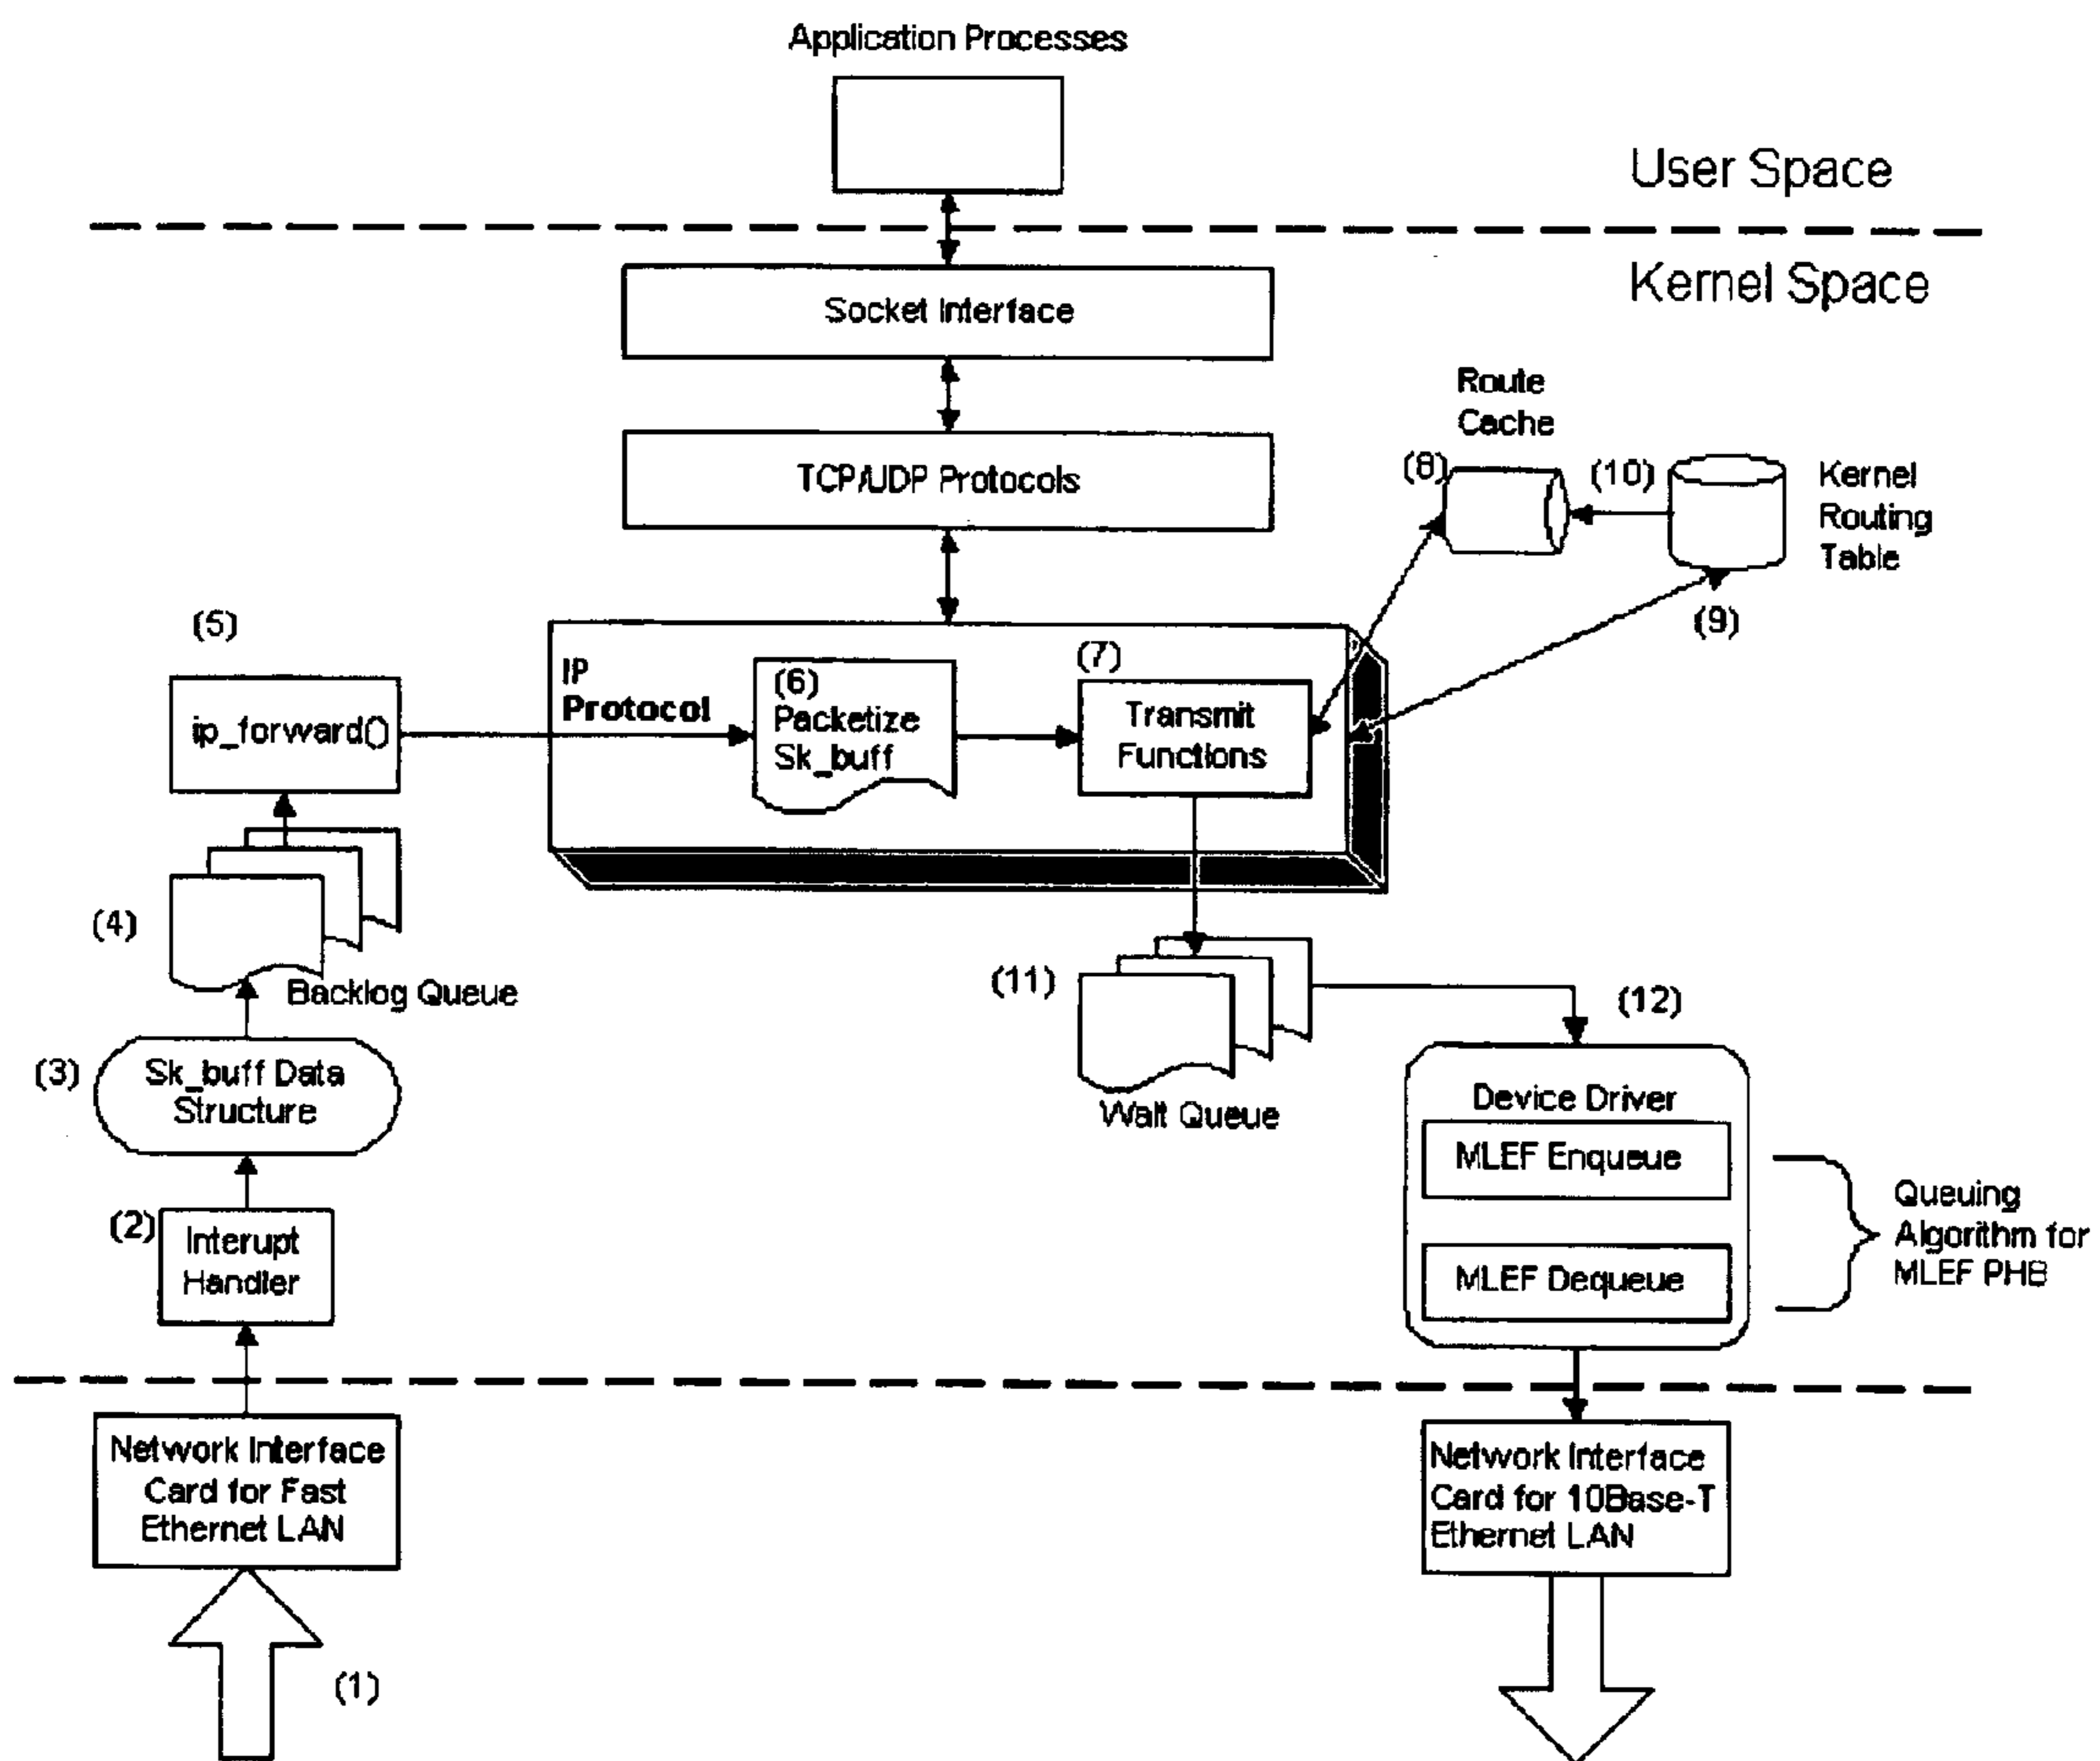 Application Processes
User Space
Kernel Space
Socket Interface
Route
Cache
TCP/UDP Protocols
(8)
(10)
Kernel
Routing
Table
(9)
(5)
ip_forward()
IP
Protocol
(6)
Packetize
Sk_buff
(7)
Transmit
Functions
(4)
Backlog Queue
(11)
Wait Queue
(12)
(3)
Sk_buff Data
Structure
Device Driver
MLEF Enqueue
MLEF Dequeue
Queuing
Algorithm for
MLEF PHB
(2)
Interupt
Handler
Network Interface
Card for Fast
Ethernet LAN
Network Interface
Card for 10Base-T
Ethernet LAN
(1)